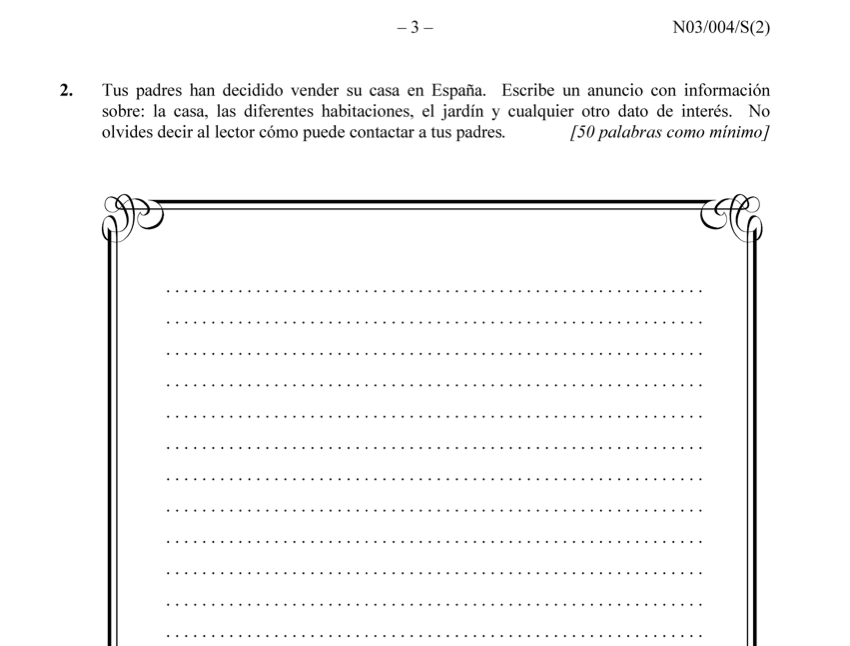 – 3 –
N03/004/S(2)
2. Tus padres han decidido vender su casa en España. Escribe un anuncio con información
sobre: la casa, las diferentes habitaciones, el jardín y cualquier otro dato de interés. No
olvides decir al lector cómo puede contactar a tus padres. [50 palabras como mínimo]